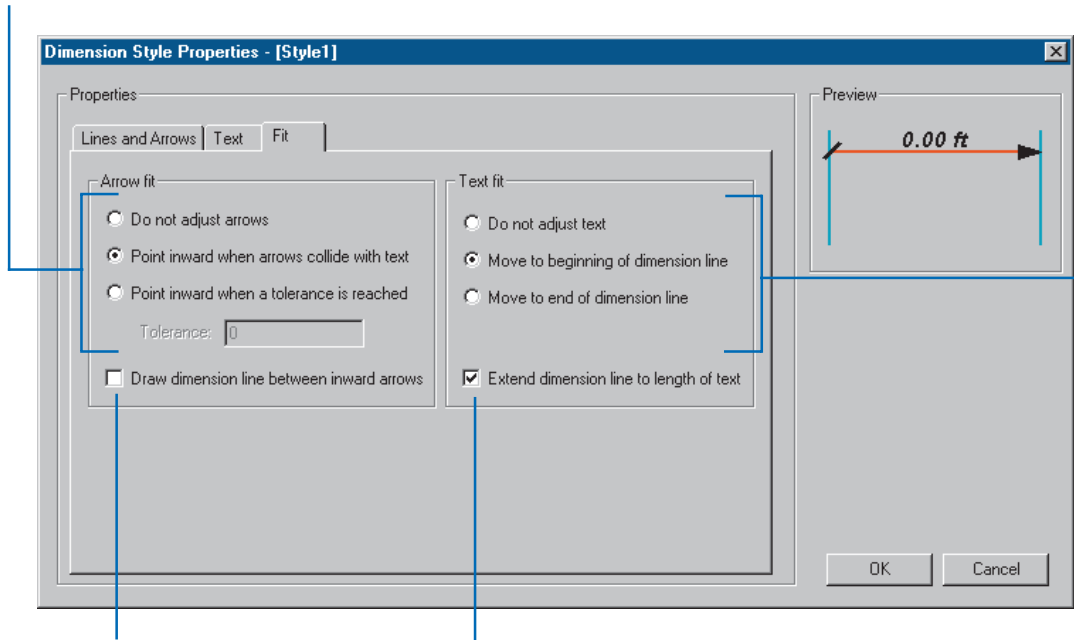 Dimension Style Properties - [Style1]
Properties
Lines and Arrows
Text
Fit
Arrow fit
Do not adjust arrows
Point inward when arrows collide with text
Point inward when a tolerance is reached
Tolerance: 0
Draw dimension line between inward arrows
Text fit
Do not adjust text
Move to beginning of dimension line
Move to end of dimension line
Extend dimension line to length of text
Preview
0.00 ft
OK
Cancel